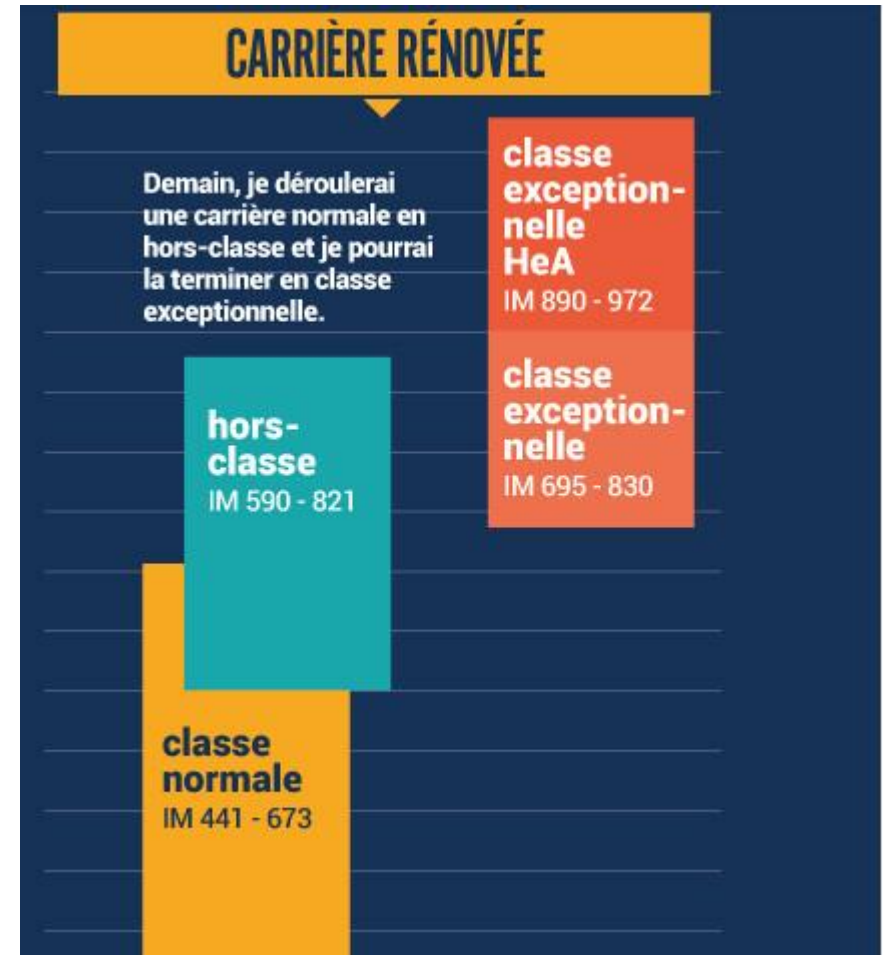 CARRIÈRE RÉNOVÉE
Demain, je déroulerai
une carrière normale en
hors-classe et je pourrai
la terminer en classe
exceptionnelle.
classe
exception-
nelle
HeA
IM 890 - 972
classe
exception-
nelle
IM 695 - 830
hors-
classe
IM 590 - 821
classe
normale
IM 441 - 673